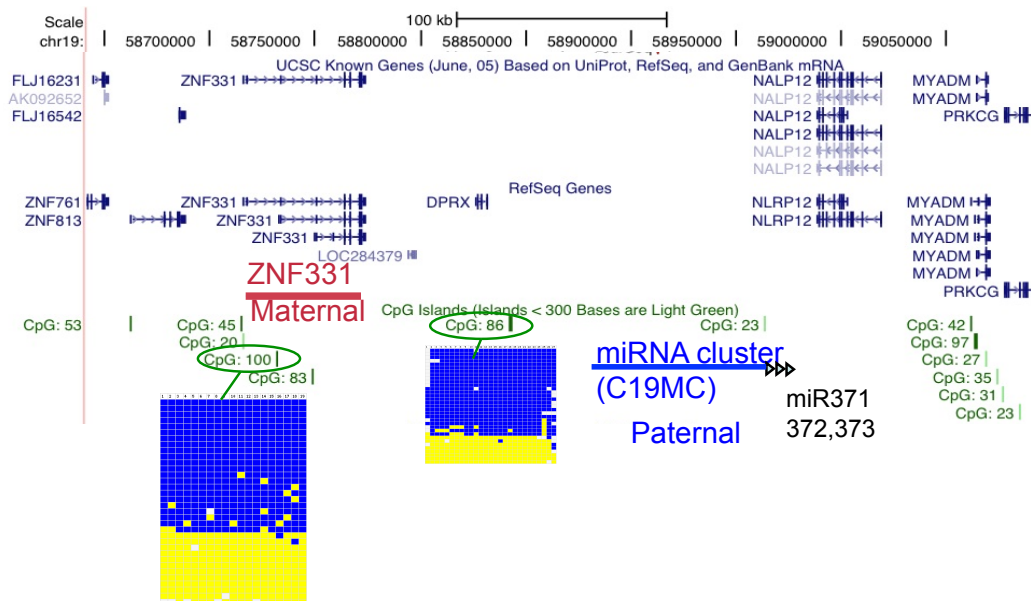 Scale
100 kb
chr19:
58700000
58750000
58800000
58850000
58900000
58950000
59000000
59050000
UCSC Known Genes (June, 05) Based on UniProt, RefSeq, and GenBank mRNA
FLJ16231 ZNF331 NALP12 MYADM
AK092652 NALP12 MYADM
FLJ16542 NALP12 PRKCG
NALP12
NALP12
NALP12
RefSeq Genes
ZNF761 ZNF331 DPRX NLRP12 MYADM
ZNF813 ZNF331 NLRP12 MYADM
ZNF331 MYADM
LOC284379 MYADM
MYADM
PRKCG
ZNF331
Maternal
CpG Islands (Islands < 300 Bases are Light Green)
CpG: 53 CpG: 45 CpG: 86 CpG: 23 CpG: 42
CpG: 20 CpG: 97
CpG: 100 CpG: 27
CpG: 83 CpG: 35
CpG: 31
CpG: 23
miRNA cluster
(C19MC)
Paternal
miR371
372,373